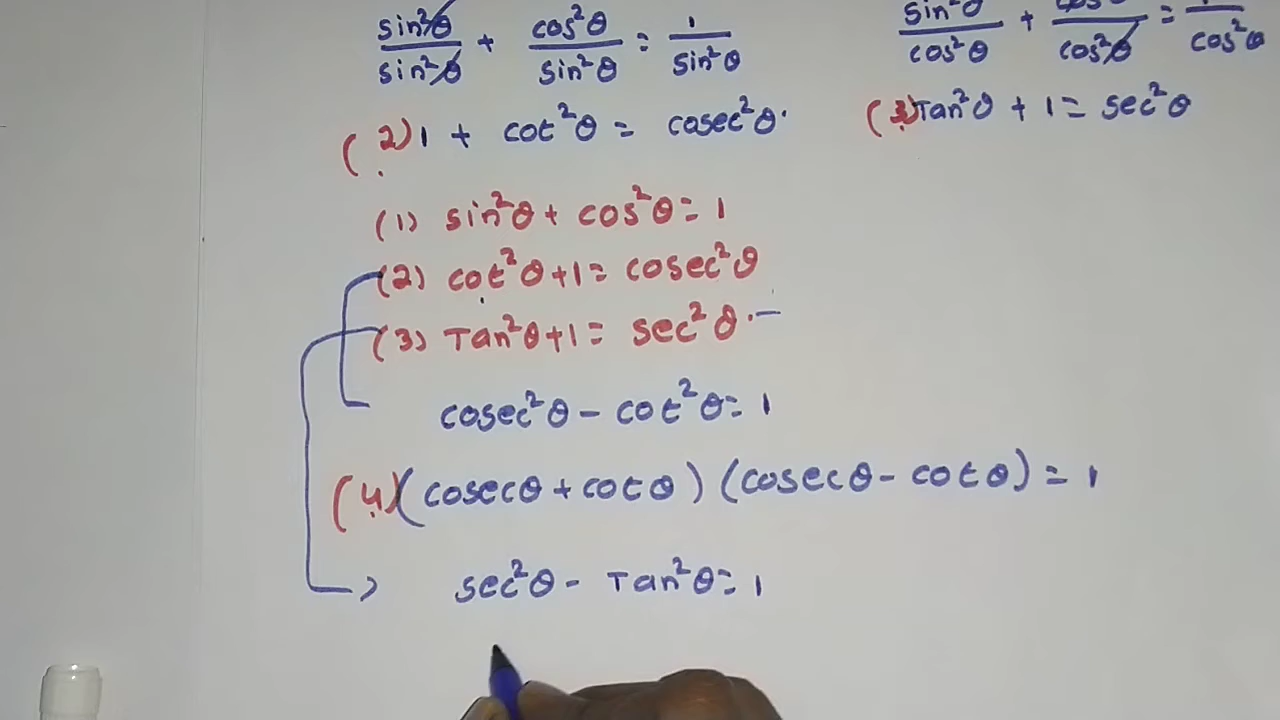 sin²θ/sin²θ + cos²θ/sin²θ = 1/sin²θ
(2) 1 + cot²θ = cosec²θ.
sin²θ/cos²θ + cos²θ/cos²θ = 1/cos²θ
(3) Tan²θ + 1 = sec²θ
(1) sin²θ + cos²θ = 1
(2) cot²θ + 1 = cosec²θ
(3) Tan²θ + 1 = sec²θ. –
cosec²θ – cot²θ = 1
(4) (cosecθ + cotθ) (cosecθ – cotθ) = 1
sec²θ – Tan²θ = 1